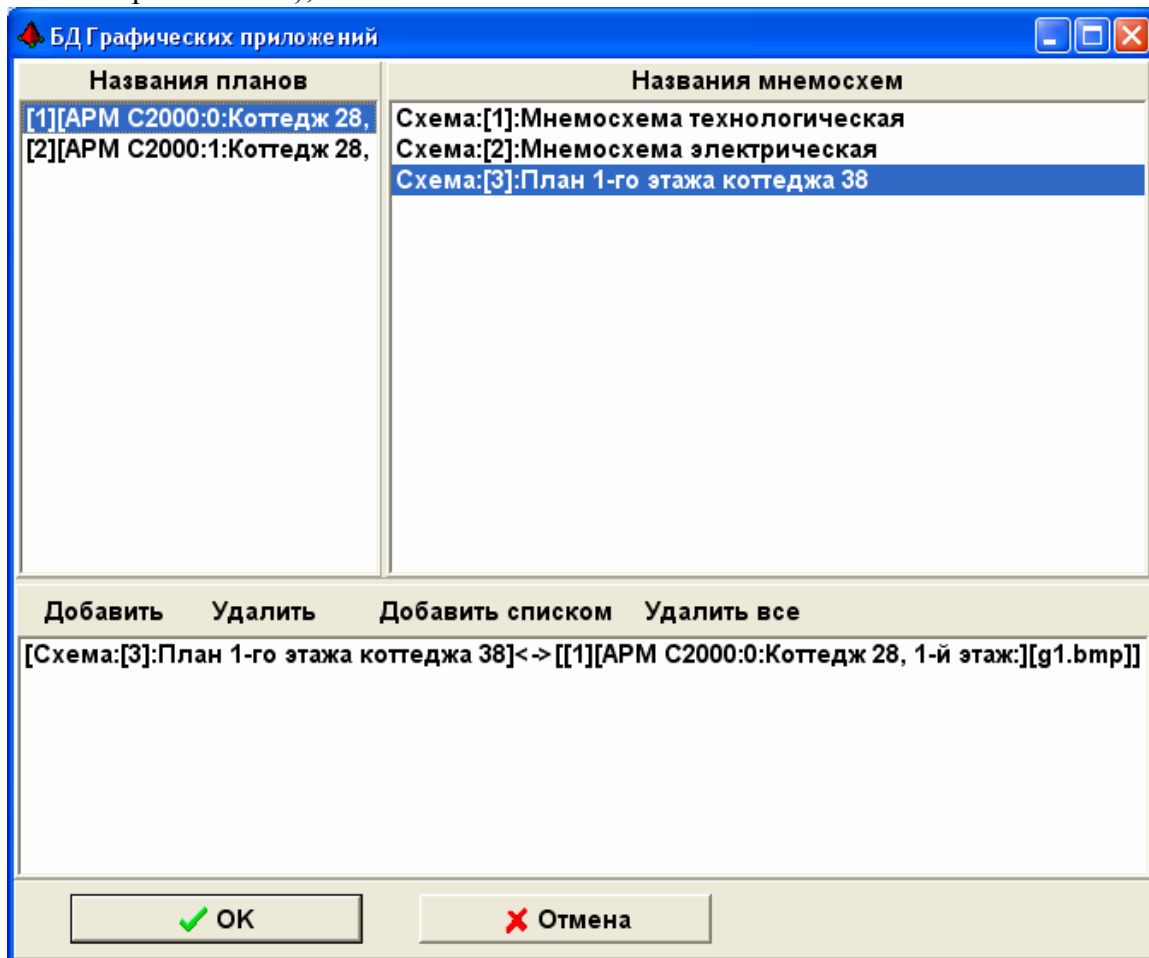 БД Графических приложений
Названия планов
Названия мнемосхем
[1][АРМ С2000:0:Коттедж 28,
[2][АРМ С2000:1:Коттедж 28,
Схема:[1]:Мнемосхема технологическая
Схема:[2]:Мнемосхема электрическая
Схема:[3]:План 1-го этажа коттеджа 38
Добавить Удалить Добавить списком Удалить все
[Схема:[3]:План 1-го этажа коттеджа 38]<->[[1][АРМ С2000:0:Коттедж 28, 1-й этаж:][g1.bmp]]
OK Отмена